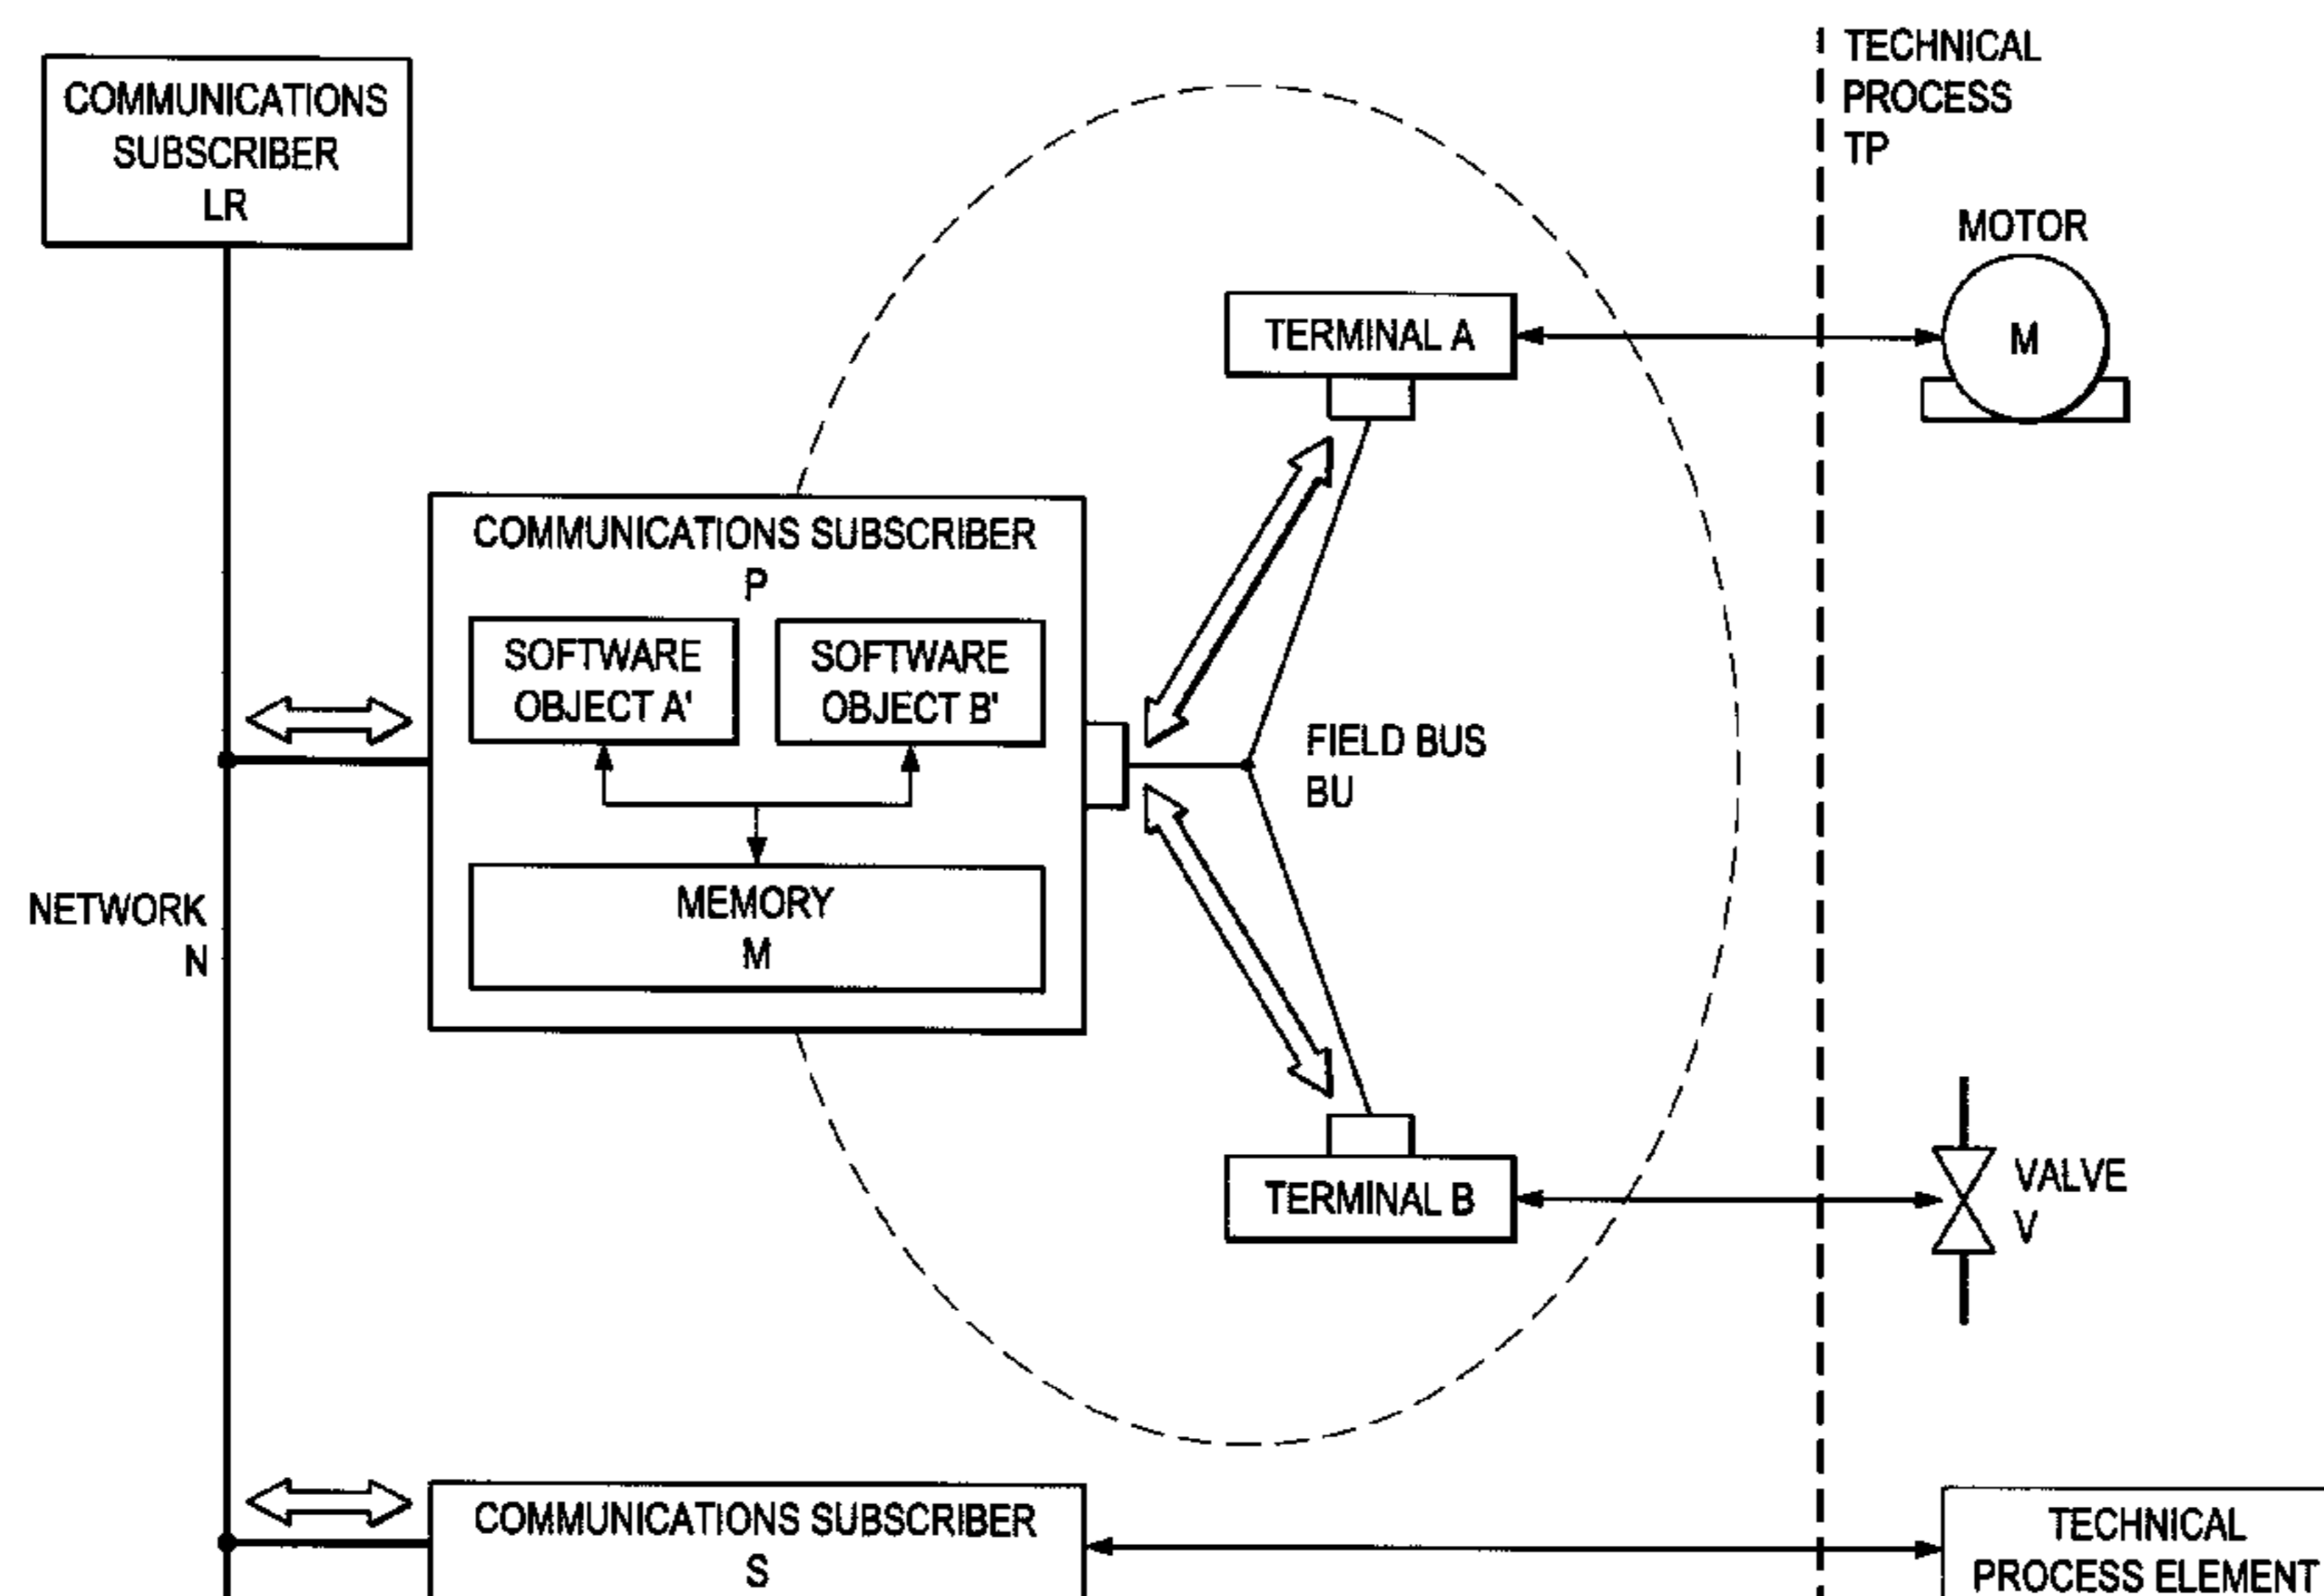 COMMUNICATIONS
SUBSCRIBER
LR
TECHNICAL
PROCESS
TP
MOTOR
M
TERMINAL A
COMMUNICATIONS SUBSCRIBER
P
SOFTWARE
OBJECT A'
SOFTWARE
OBJECT B'
MEMORY
M
FIELD BUS
BU
NETWORK
N
TERMINAL B
VALVE
V
COMMUNICATIONS SUBSCRIBER
S
TECHNICAL
PROCESS ELEMENT